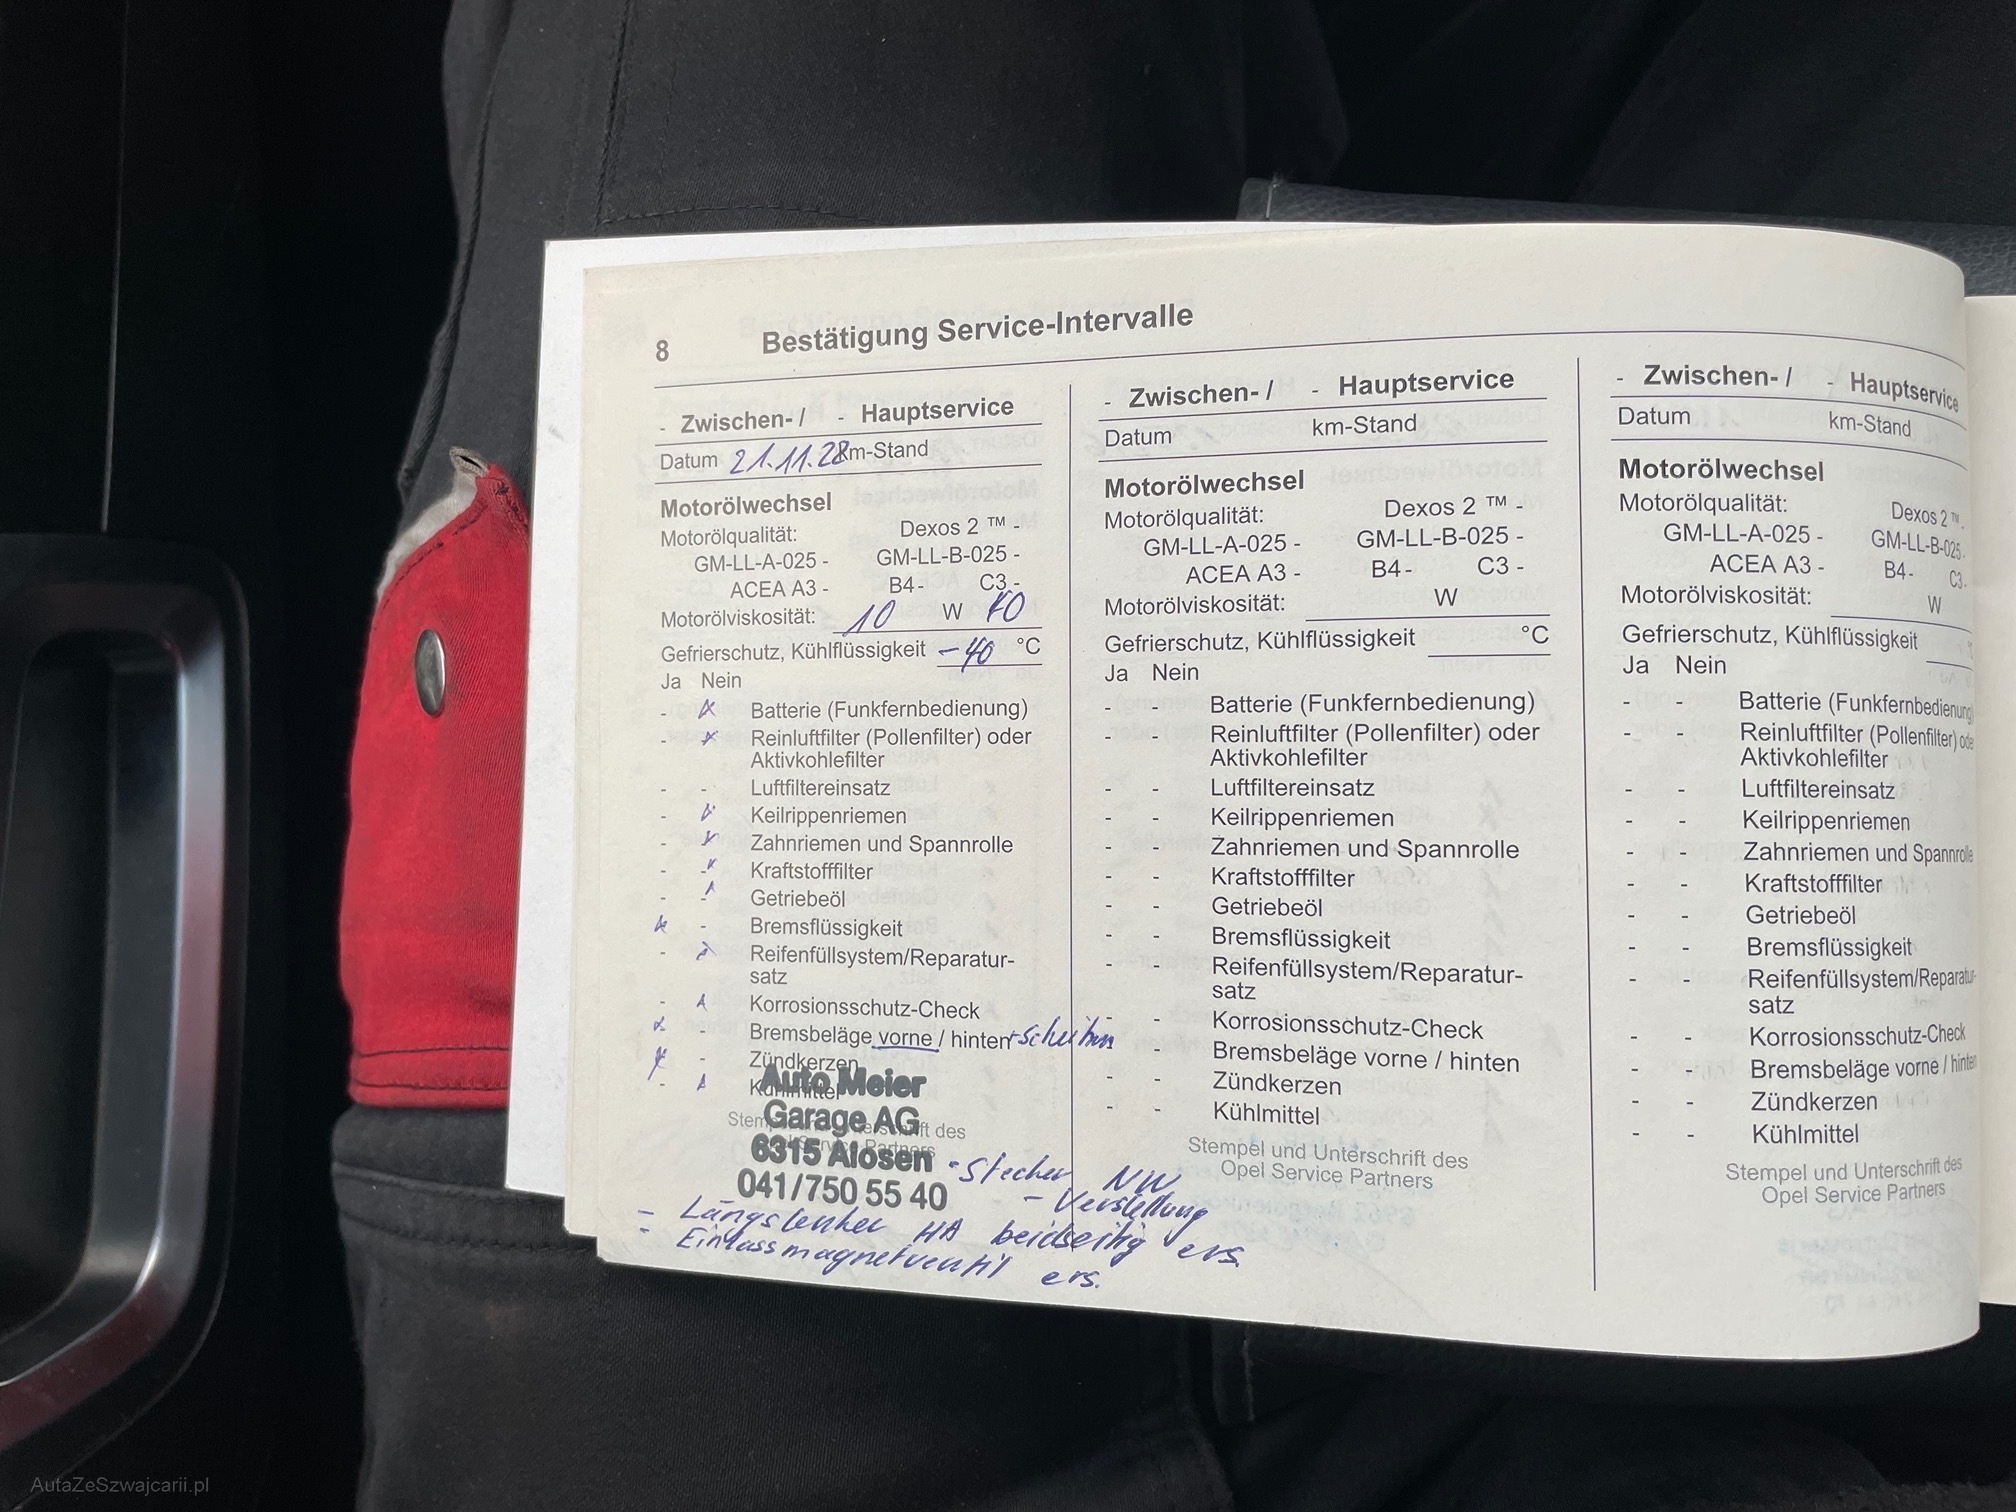 8 Bestätigung Service-Intervalle
- Zwischen- / - Hauptservice
Datum 21.11.22 km-Stand
Motorölwechsel
Motorölqualität: Dexos 2 ™ -
GM-LL-A-025 - GM-LL-B-025 -
ACEA A3 - B4 - C3 -
Motorölviskosität: 10 W 40
Gefrierschutz, Kühlflüssigkeit -40 °C
Ja Nein
- x Batterie (Funkfernbedienung)
- x Reinluftfilter (Pollenfilter) oder
Aktivkohlefilter
- - Luftfiltereinsatz
- x Keilrippenriemen
- x Zahnriemen und Spannrolle
- x Kraftstofffilter
- x Getriebeöl
x - Bremsflüssigkeit
- x Reifenfüllsystem/Reparatur-
satz
- x Korrosionsschutz-Check
x - Bremsbeläge vorne / hinten + Scheiben
x - Zündkerzen
- x Kühlmittel
Stempel und Unterschrift des
Opel Service Partners
Auto Meier
Garage AG
6315 Alosen
041/750 55 40
- Stecher NW
- Verstellung
- Längslenker HA beidseitig ers.
- Einlassmagnetventil ers.
- Zwischen- / - Hauptservice
Datum km-Stand
Motorölwechsel
Motorölqualität: Dexos 2 ™ -
GM-LL-A-025 - GM-LL-B-025 -
ACEA A3 - B4 - C3 -
Motorölviskosität: W
Gefrierschutz, Kühlflüssigkeit °C
Ja Nein
- - Batterie (Funkfernbedienung)
- - Reinluftfilter (Pollenfilter) oder
Aktivkohlefilter
- - Luftfiltereinsatz
- - Keilrippenriemen
- - Zahnriemen und Spannrolle
- - Kraftstofffilter
- - Getriebeöl
- - Bremsflüssigkeit
- - Reifenfüllsystem/Reparatur-
satz
- - Korrosionsschutz-Check
- - Bremsbeläge vorne / hinten
- - Zündkerzen
- - Kühlmittel
Stempel und Unterschrift des
Opel Service Partners
- Zwischen- / - Hauptservice
Datum km-Stand
Motorölwechsel
Motorölqualität: Dexos 2 ™ -
GM-LL-A-025 - GM-LL-B-025 -
ACEA A3 - B4 - C3 -
Motorölviskosität: W
Gefrierschutz, Kühlflüssigkeit
Ja Nein
- - Batterie (Funkfernbedienung)
- - Reinluftfilter (Pollenfilter) oder
Aktivkohlefilter
- - Luftfiltereinsatz
- - Keilrippenriemen
- - Zahnriemen und Spannrolle
- - Kraftstofffilter
- - Getriebeöl
- - Bremsflüssigkeit
- - Reifenfüllsystem/Reparatur-
satz
- - Korrosionsschutz-Check
- - Bremsbeläge vorne / hinten
- - Zündkerzen
- - Kühlmittel
Stempel und Unterschrift des
Opel Service Partners
AutaZeSzwajcarii.pl